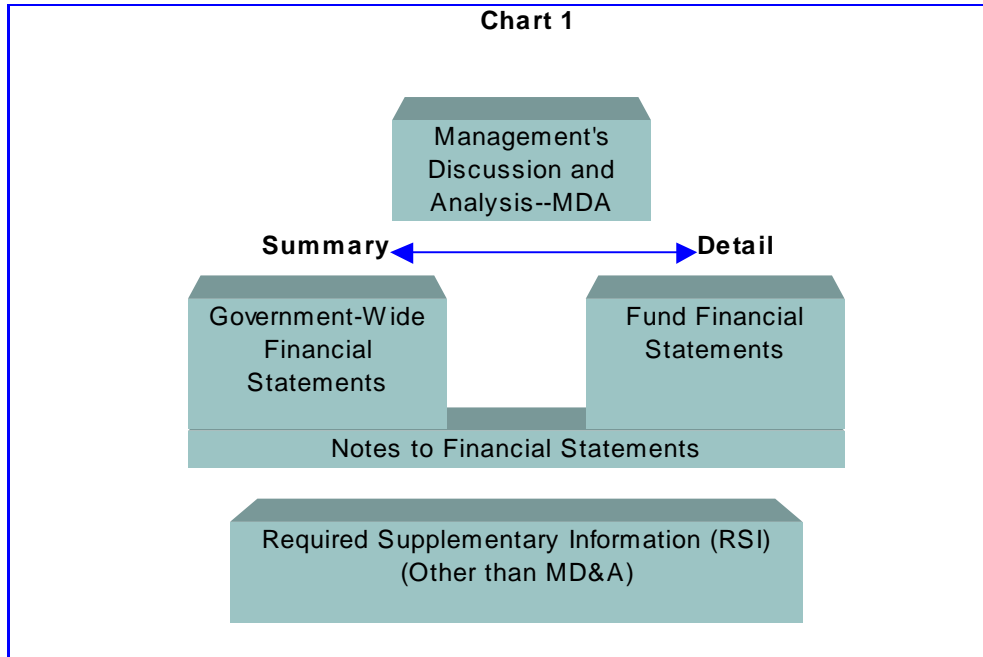 Chart 1
Management's
Discussion and
Analysis--MDA
Summary Detail
Government-Wide
Financial
Statements
Fund Financial
Statements
Notes to Financial Statements
Required Supplementary Information (RSI)
(Other than MD&A)